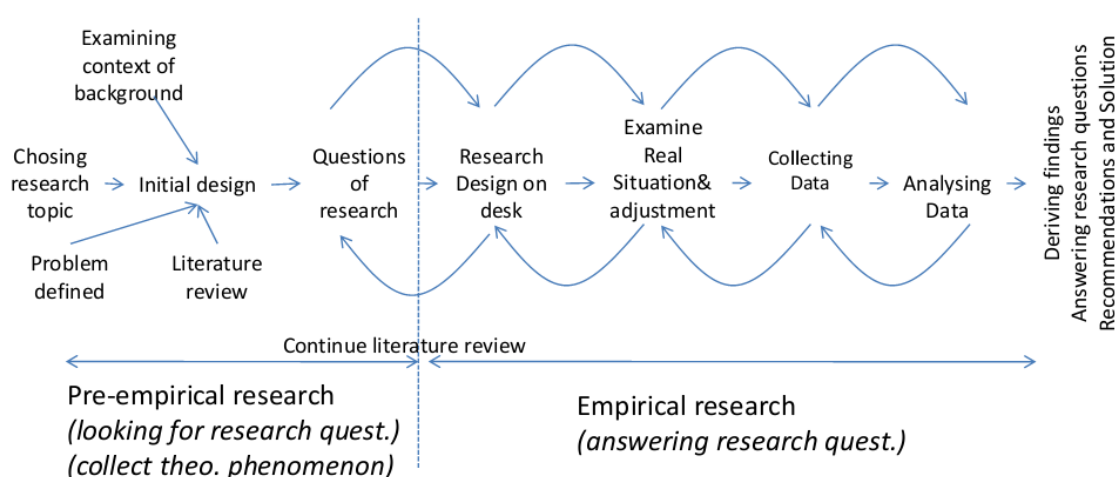 Examining
context of
background
Chosing
research
topic
Initial design
Problem
defined
Literature
review
Questions
of
research
Research
Design on
desk
Examine
Real
Situation&
adjustment
Collecting
Data
Analysing
Data
Deriving findings
Answering research questions
Recommendations and Solution
Continue literature review
Pre-empirical research
(looking for research quest.)
(collect theo. phenomenon)
Empirical research
(answering research quest.)